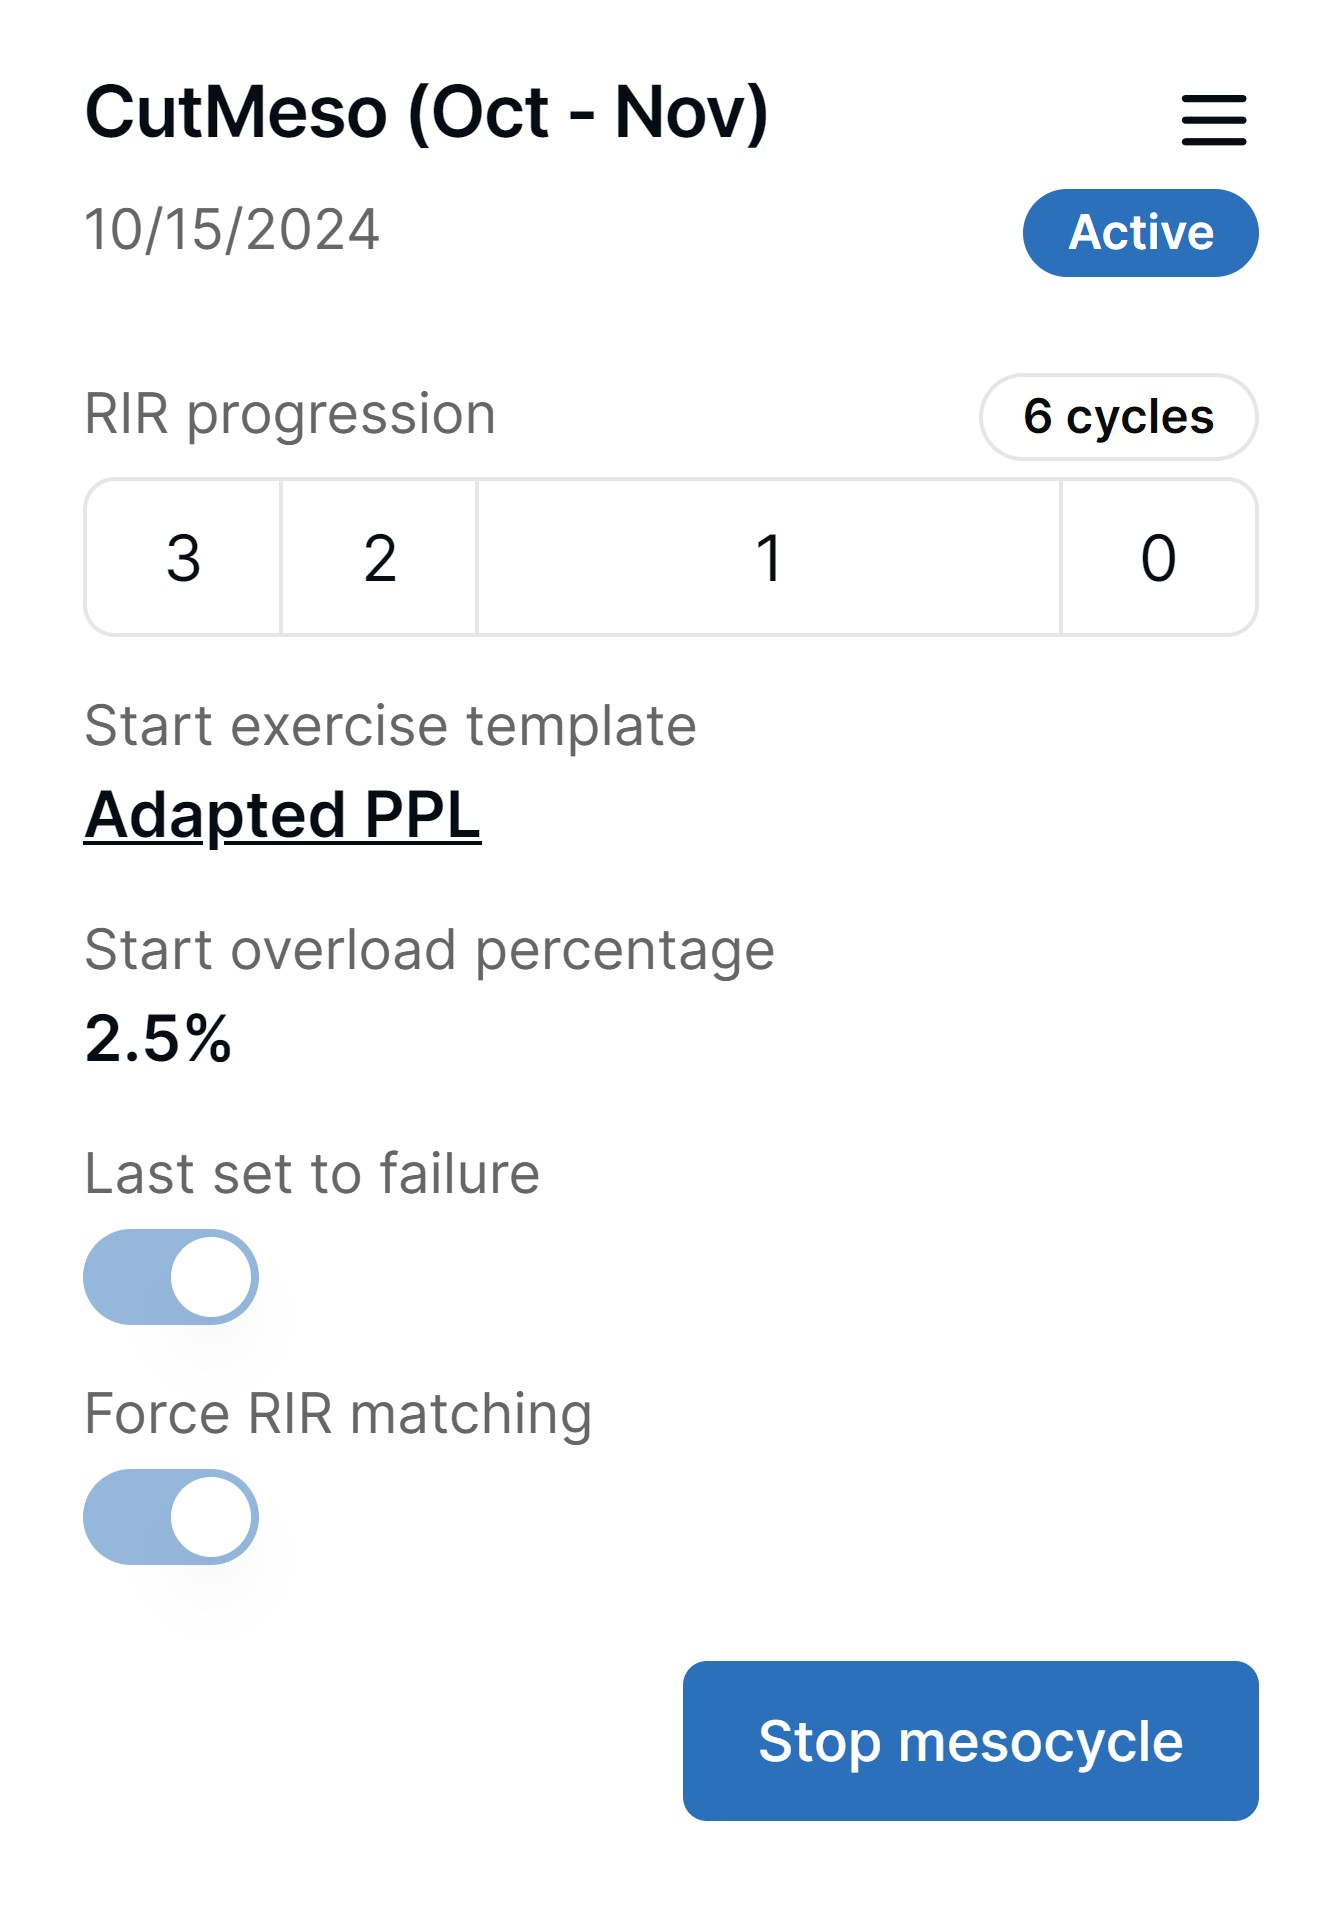 CutMeso (Oct - Nov)
10/15/2024
Active
RIR progression
6 cycles
3 2 1 0
Start exercise template
Adapted PPL
Start overload percentage
2.5%
Last set to failure
Force RIR matching
Stop mesocycle